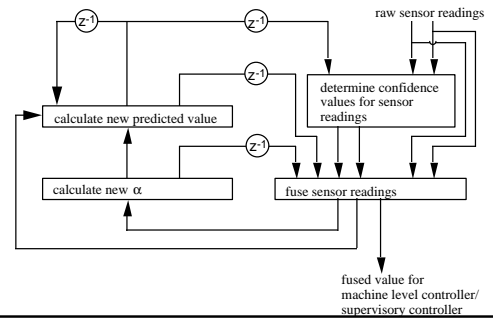 raw sensor readings
z-1
z-1
z-1
determine confidence
values for sensor
readings
calculate new predicted value
z-1
calculate new α
fuse sensor readings
fused value for
machine level controller/
supervisory controller